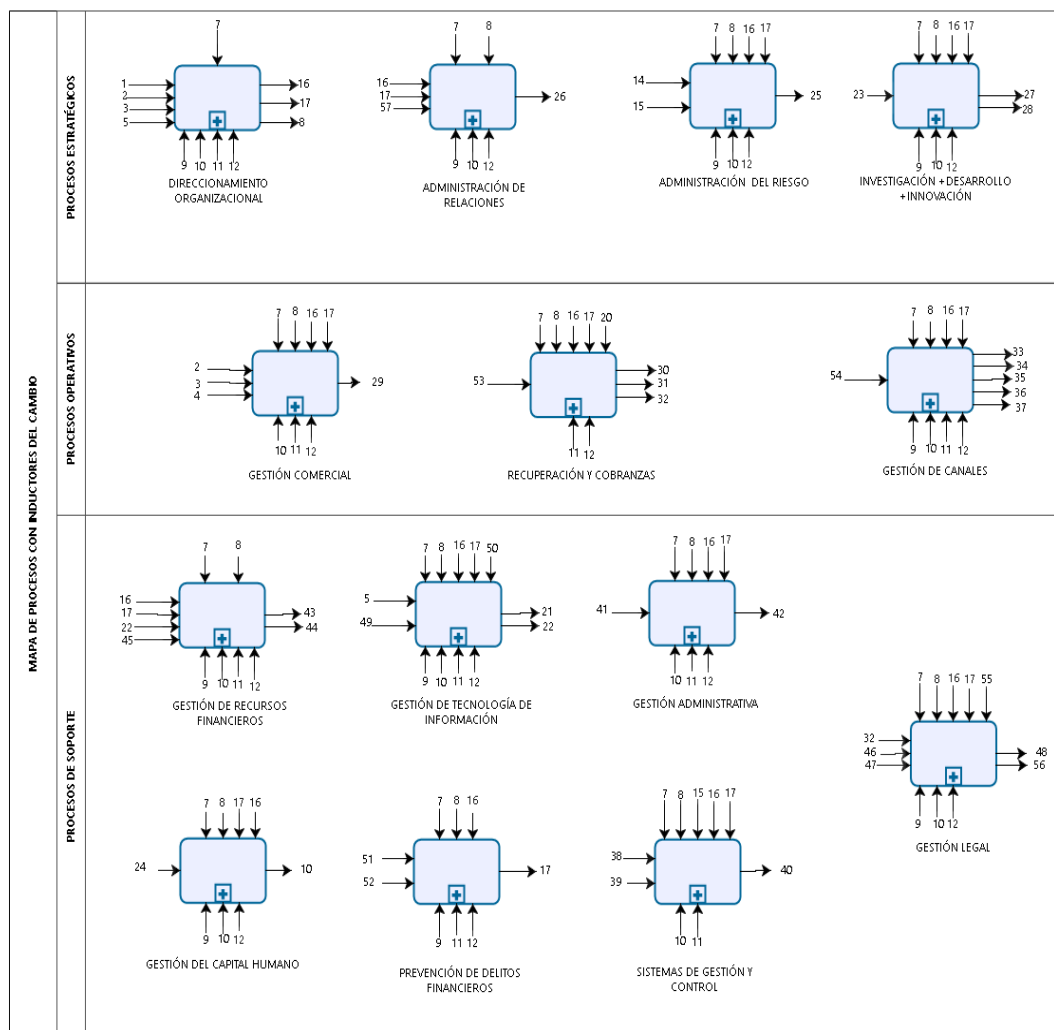 MAPA DE PROCESOS CON INDUCTORES DEL CAMBIO
PROCESOS ESTRATÉGICOS
7
1
2
3
5
16
17
8
9 10 11 12
DIRECCIONAMIENTO
ORGANIZACIONAL
7 8
16
17
57
26
9 10 12
ADMINISTRACIÓN DE
RELACIONES
7 8 16 17
14
15
25
9 10 12
ADMINISTRACIÓN DEL RIESGO
7 8 16 17
23
27
28
9 10 12
INVESTIGACIÓN + DESARROLLO
+ INNOVACIÓN
PROCESOS OPERATIVOS
7 8 16 17
2
3
4
29
10 11 12
GESTIÓN COMERCIAL
7 8 16 17 20
53
30
31
32
11 12
RECUPERACIÓN Y COBRANZAS
7 8 16 17
54
33
34
35
36
37
9 10 11 12
GESTIÓN DE CANALES
PROCESOS DE SOPORTE
7 8
16
17
22
45
43
44
9 10 11 12
GESTIÓN DE RECURSOS
FINANCIEROS
7 8 16 17 50
5
49
21
22
9 10 11 12
GESTIÓN DE TECNOLOGÍA DE
INFORMACIÓN
7 8 16 17
41
42
10 11 12
GESTIÓN ADMINISTRATIVA
7 8 16 17 55
32
46
47
48
56
9 10 12
GESTIÓN LEGAL
7 8 17 16
24
10
9 10 12
GESTIÓN DEL CAPITAL HUMANO
7 8 16
51
52
17
9 11 12
PREVENCIÓN DE DELITOS
FINANCIEROS
7 8 15 16 17
38
39
40
10 11
SISTEMAS DE GESTIÓN Y
CONTROL